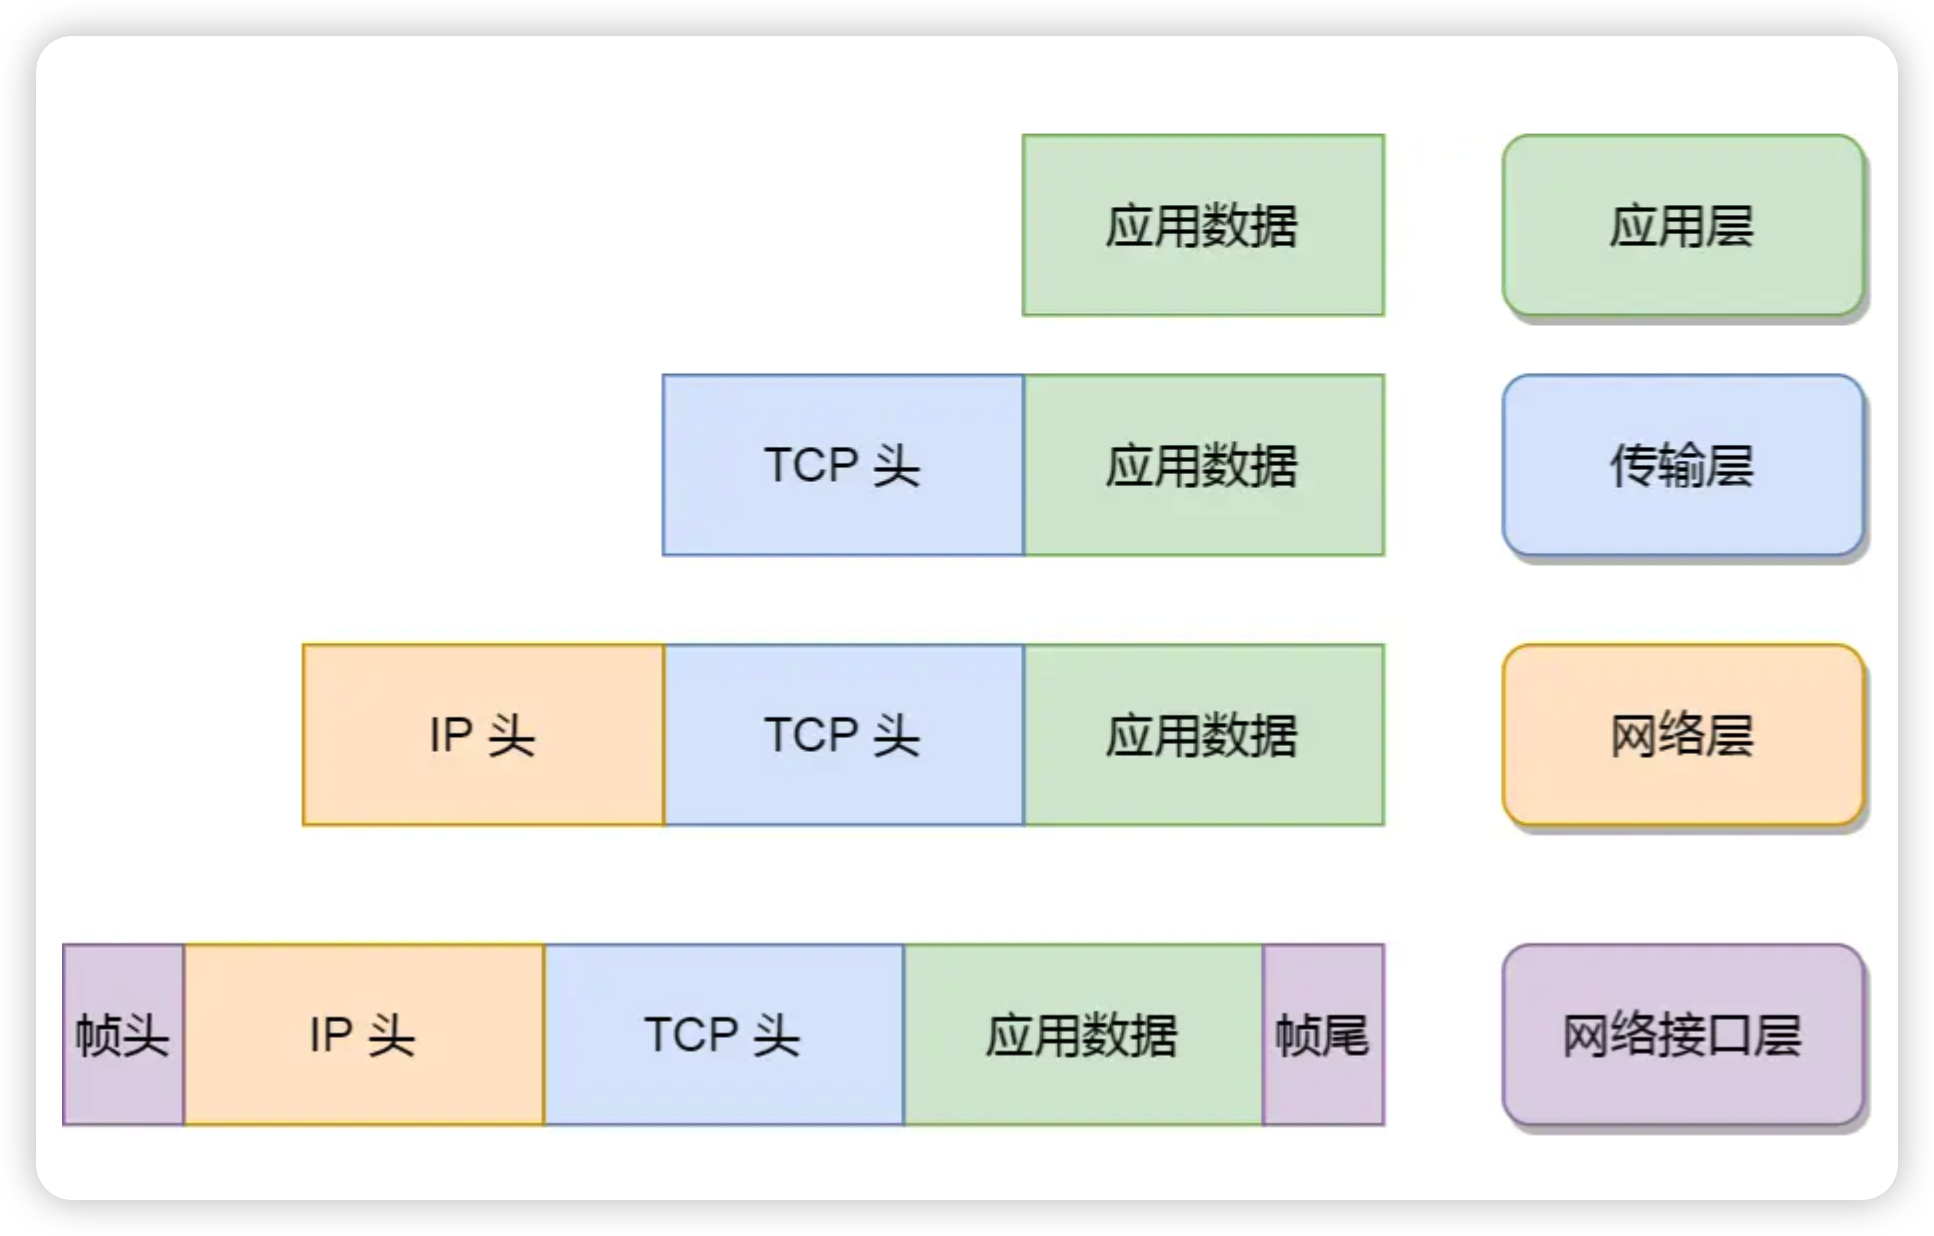 应用数据 应用层
TCP 头 应用数据 传输层
IP 头 TCP 头 应用数据 网络层
帧头 IP 头 TCP 头 应用数据 帧尾 网络接口层